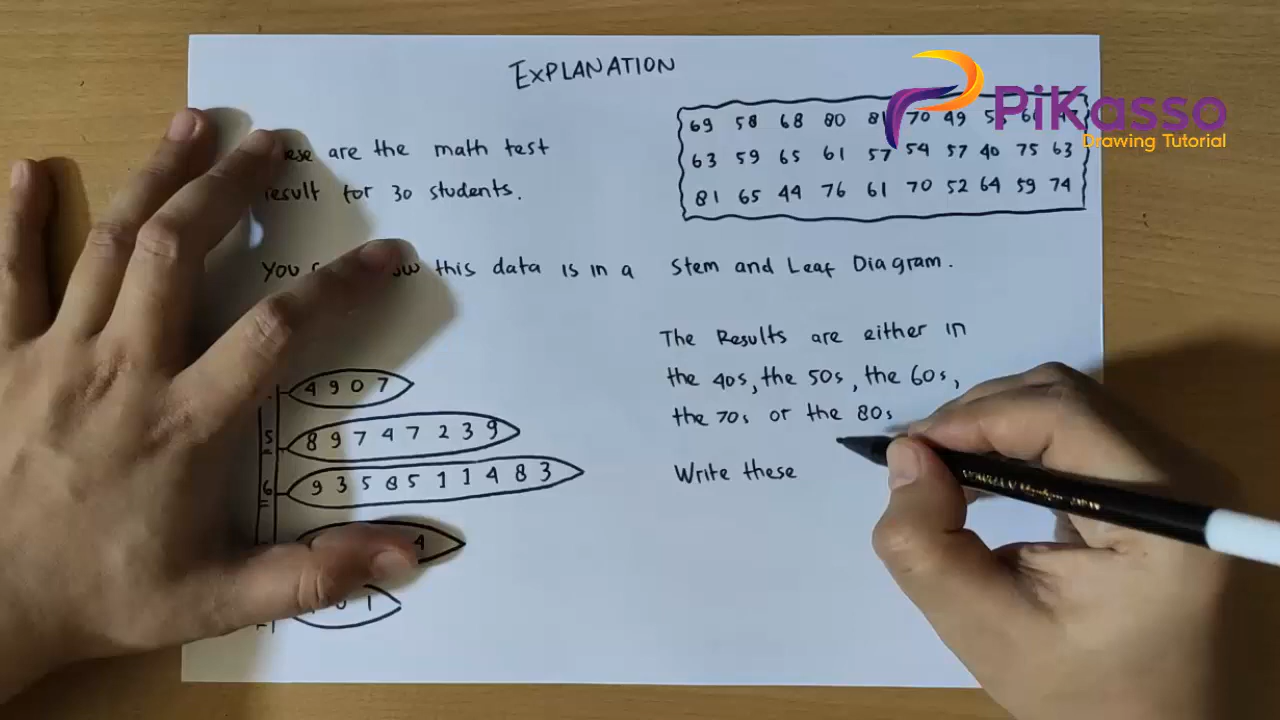 EXPLANATION
are the math test
result for 30 students.
69 58 68 80 81 70 49
63 59 65 61 57 54 57 40 75 63
81 65 44 76 61 70 52 64 59 74
PiKasso
Drawing Tutorial
You this data is in a Stem and Leaf Diagram.
The Results are either in
the 40s, the 50s, the 60s,
the 70s or the 80s
Write these
4 9 0 7
5 8 9 7 4 7 2 3 9
6 9 3 5 8 5 1 1 4 8 3
4
1